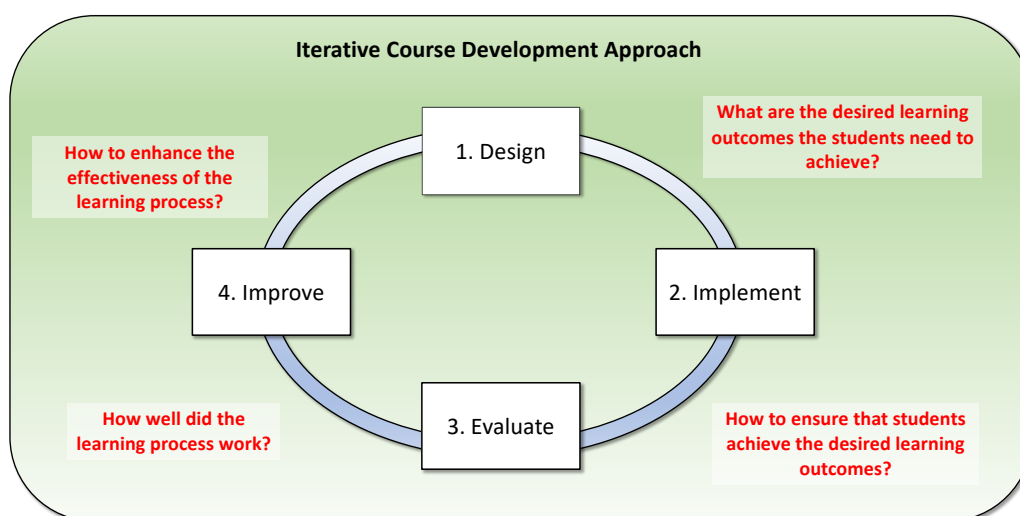 Iterative Course Development Approach
What are the desired learning
outcomes the students need to
achieve?
1. Design
How to enhance the
effectiveness of the
learning process?
4. Improve
2. Implement
3. Evaluate
How well did the
learning process work?
How to ensure that students
achieve the desired learning
outcomes?